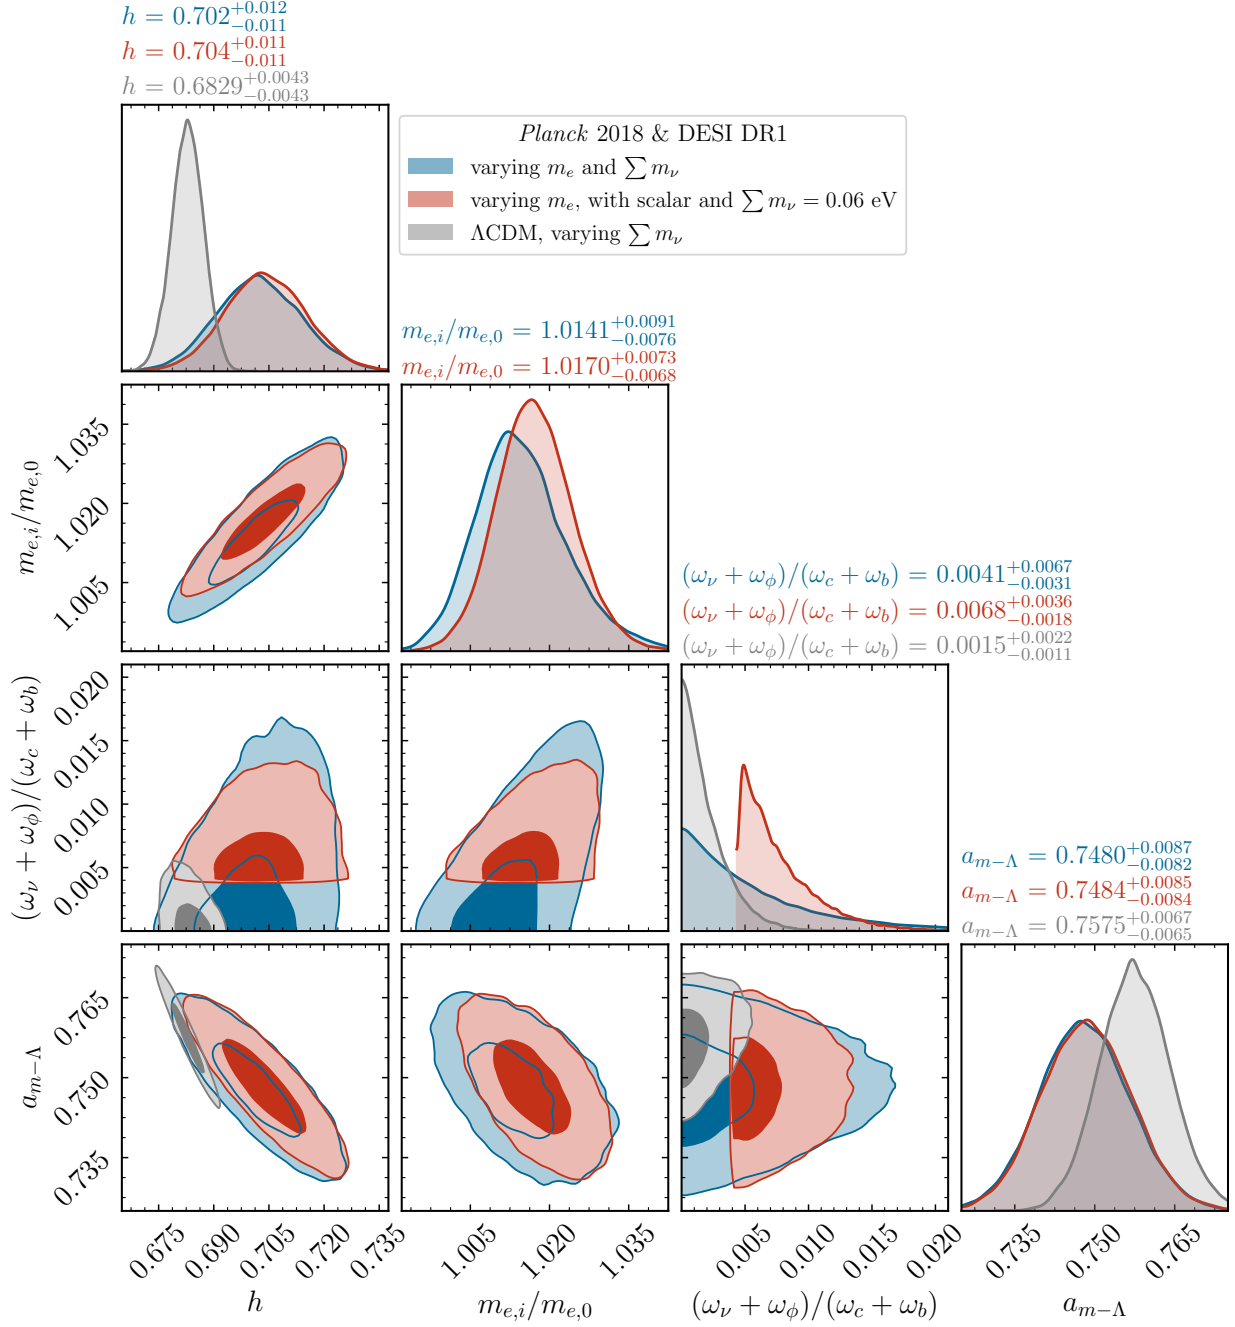 h = 0.702^{+0.012}_{-0.011}
h = 0.704^{+0.011}_{-0.011}
h = 0.6829^{+0.0043}_{-0.0043}
Planck 2018 & DESI DR1
varying m_e and ∑ m_ν
varying m_e, with scalar and ∑ m_ν = 0.06 eV
ΛCDM, varying ∑ m_ν
m_{e,i}/m_{e,0} = 1.0141^{+0.0091}_{-0.0076}
m_{e,i}/m_{e,0} = 1.0170^{+0.0073}_{-0.0068}
m_{e,i}/m_{e,0}
1.035
1.020
1.005
(ω_ν + ω_ϕ)/(ω_c + ω_b) = 0.0041^{+0.0067}_{-0.0031}
(ω_ν + ω_ϕ)/(ω_c + ω_b) = 0.0068^{+0.0036}_{-0.0018}
(ω_ν + ω_ϕ)/(ω_c + ω_b) = 0.0015^{+0.0022}_{-0.0011}
(ω_ν + ω_ϕ)/(ω_c + ω_b)
0.020
0.015
0.010
0.005
a_{m−Λ} = 0.7480^{+0.0087}_{-0.0082}
a_{m−Λ} = 0.7484^{+0.0085}_{-0.0084}
a_{m−Λ} = 0.7575^{+0.0067}_{-0.0065}
a_{m−Λ}
0.765
0.750
0.735
0.675 0.690 0.705 0.720 0.735
1.005 1.035
0.005 0.010 0.015 0.020
0.735 0.750 0.765
h
m_{e,i}/m_{e,0}
(ω_ν + ω_ϕ)/(ω_c + ω_b)
a_{m−Λ}